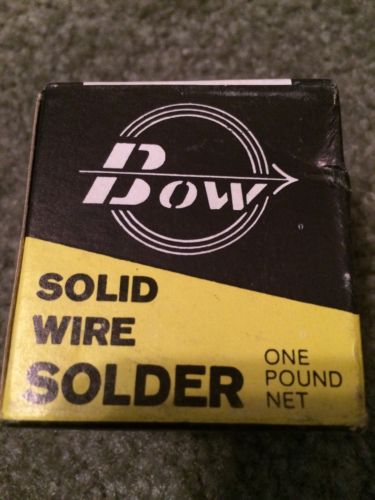 Bow
SOLID
WIRE
SOLDER
ONE
POUND
NET